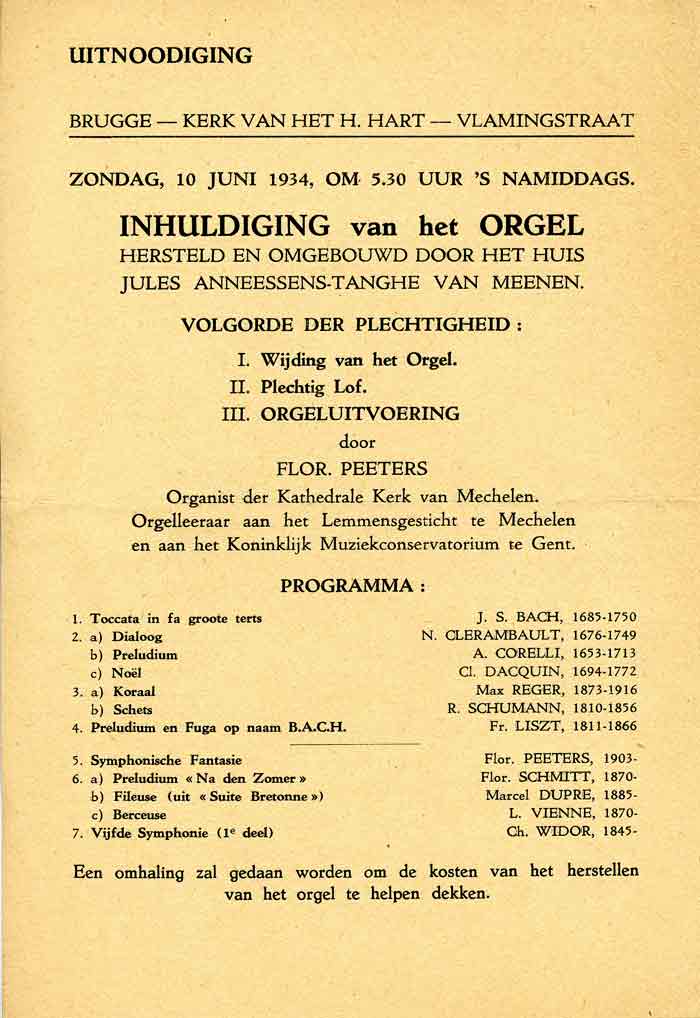 UITNOODIGING
BRUGGE — KERK VAN HET H. HART — VLAMINGSTRAAT
ZONDAG, 10 JUNI 1934, OM 5.30 UUR 'S NAMIDDAGS.
INHULDIGING van het ORGEL
HERSTELD EN OMGEBOUWD DOOR HET HUIS
JULES ANNEESSENS-TANGHE VAN MEENEN.
VOLGORDE DER PLECHTIGHEID :
I. Wijding van het Orgel.
II. Plechtig Lof.
III. ORGELUITVOERING
door
FLOR. PEETERS
Organist der Kathedrale Kerk van Mechelen.
Orgelleeraar aan het Lemmensgesticht te Mechelen
en aan het Koninklijk Muziekconservatorium te Gent.
PROGRAMMA :
1. Toccata in fa groote terts J. S. BACH, 1685-1750
2. a) Dialoog N. CLERAMBAULT, 1676-1749
b) Preludium A. CORELLI, 1653-1713
c) Noël Cl. DACQUIN, 1694-1772
3. a) Koraal Max REGER, 1873-1916
b) Schets R. SCHUMANN, 1810-1856
4. Preludium en Fuga op naam B.A.C.H. Fr. LISZT, 1811-1866
5. Symphonische Fantasie Flor. PEETERS, 1903-
6. a) Preludium « Na den Zomer » Flor. SCHMITT, 1870-
b) Fileuse (uit « Suite Bretonne ») Marcel DUPRE, 1885-
c) Berceuse L. VIENNE, 1870-
7. Vijfde Symphonie (1e deel) Ch. WIDOR, 1845-
Een omhaling zal gedaan worden om de kosten van het herstellen
van het orgel te helpen dekken.